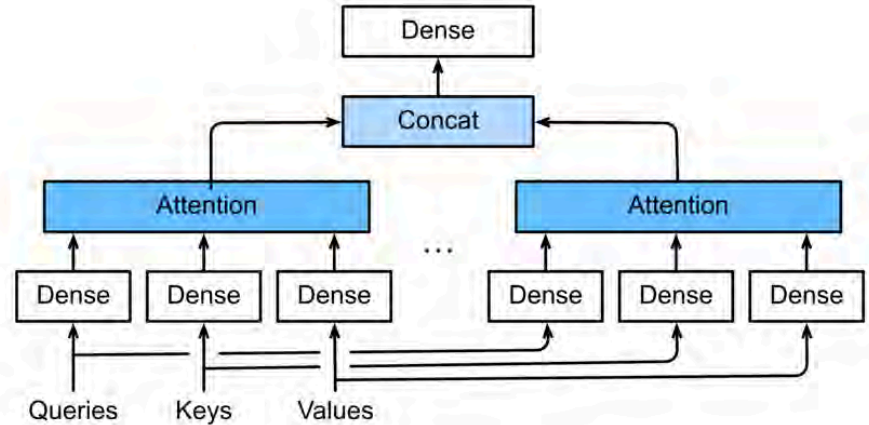 Dense
Concat
Attention
Attention
...
Dense
Dense
Dense
Dense
Dense
Dense
Queries
Keys
Values